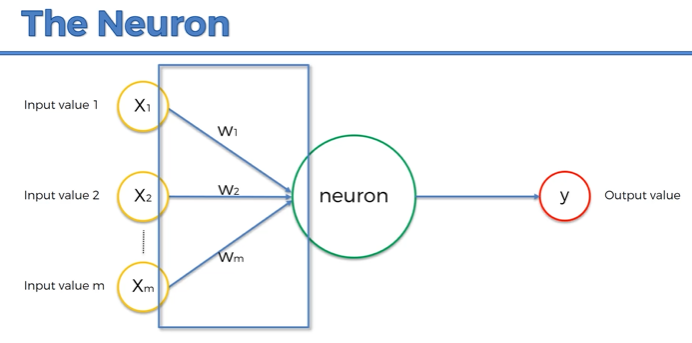 The Neuron
Input value 1
X1
W1
Input value 2
X2
W2
neuron
y
Output value
Wm
Input value m
Xm